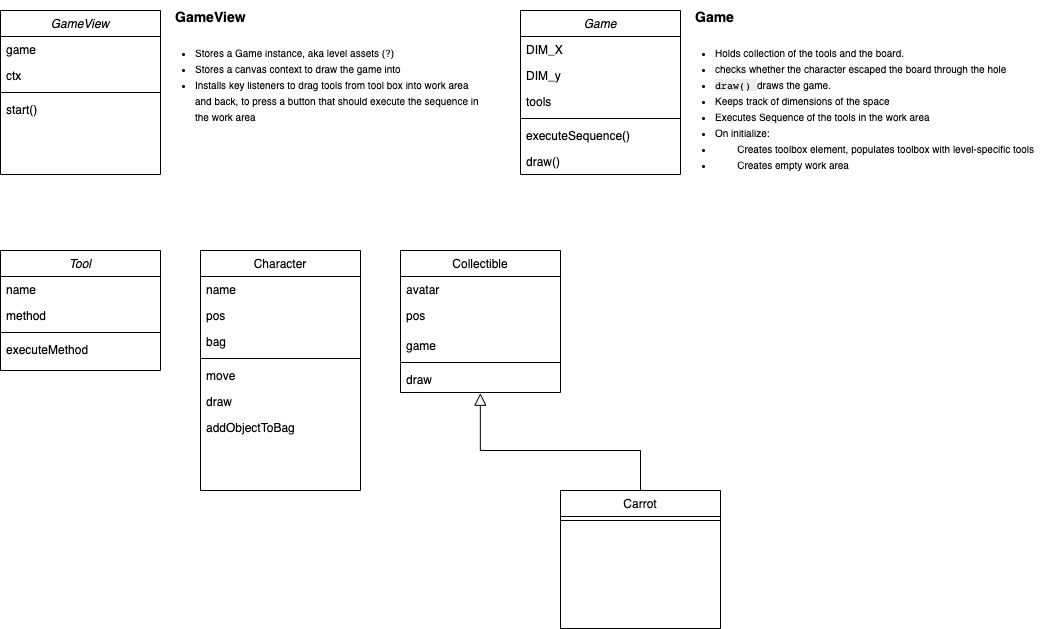 GameView
game
ctx
start()
GameView
• Stores a Game instance, aka level assets (?)
• Stores a canvas context to draw the game into
• Installs key listeners to drag tools from tool box into work area
and back, to press a button that should execute the sequence in
the work area
Game
DIM_X
DIM_y
tools
executeSequence()
draw()
Game
• Holds collection of the tools and the board.
• checks whether the character escaped the board through the hole
• draw() draws the game.
• Keeps track of dimensions of the space
• Executes Sequence of the tools in the work area
• On initialize:
• Creates toolbox element, populates toolbox with level-specific tools
• Creates empty work area
Tool
name
method
executeMethod
Character
name
pos
bag
move
draw
addObjectToBag
Collectible
avatar
pos
game
draw
Carrot